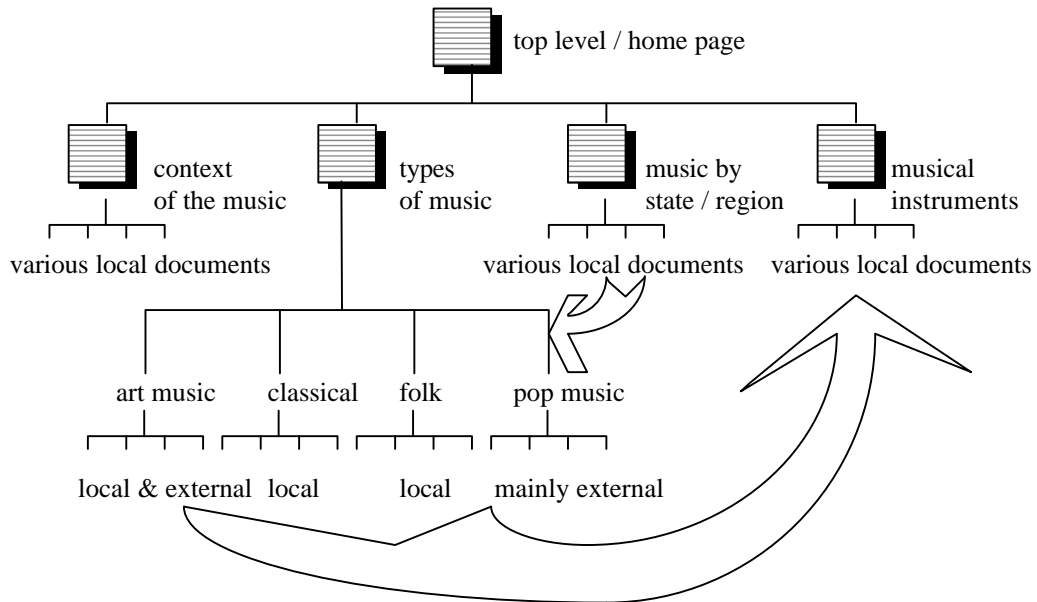 top level / home page
context
of the music
types
of music
music by
state / region
musical
instruments
various local documents
various local documents
various local documents
art music
classical
folk
pop music
local & external
local
local
mainly external